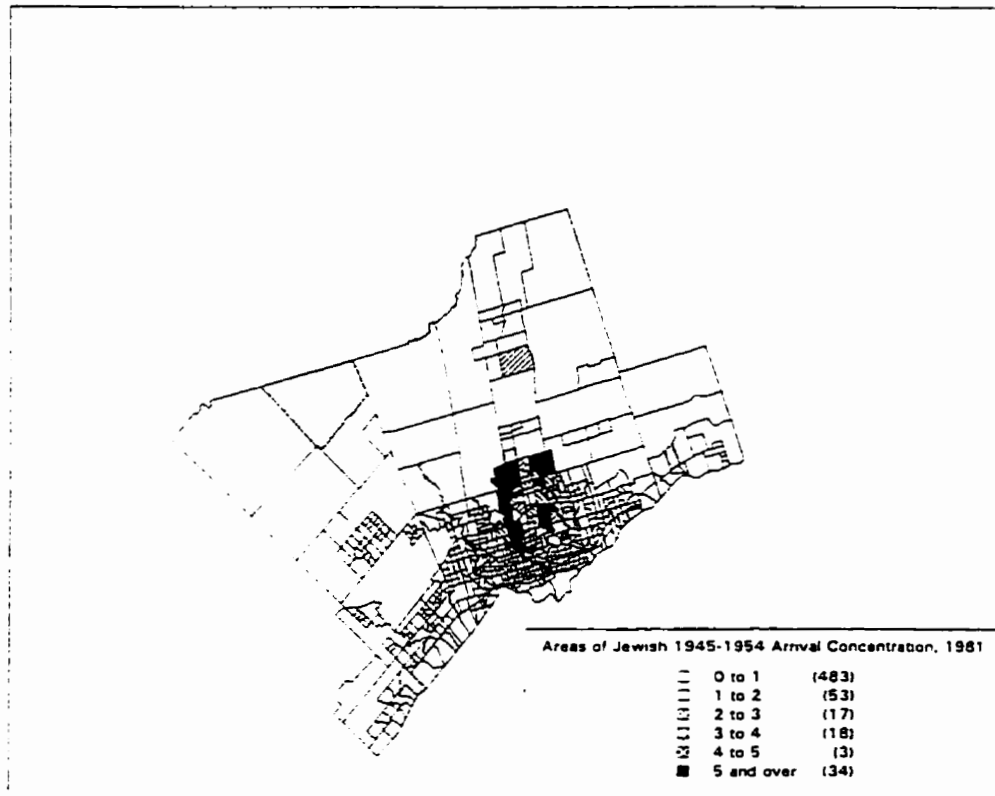 Areas of Jewish 1945-1954 Arrival Concentration, 1981
0 to 1 (483)
1 to 2 (53)
2 to 3 (17)
3 to 4 (18)
4 to 5 (3)
5 and over (34)